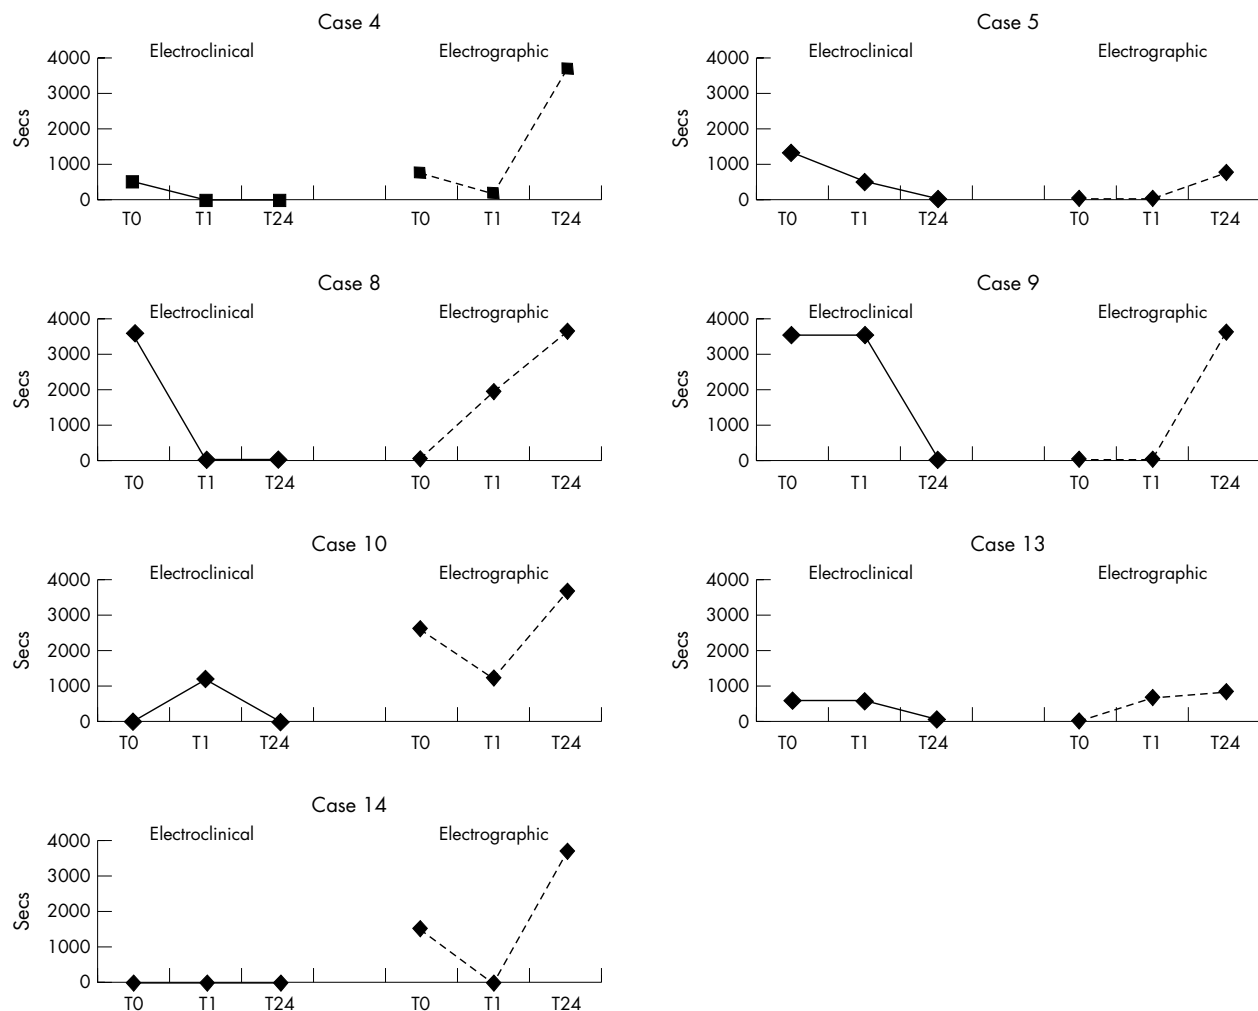 Case 4
Electroclinical Electrographic
4000
3000
2000
1000
0
Secs
T0 T1 T24 T0 T1 T24
Case 5
Electroclinical Electrographic
4000
3000
2000
1000
0
Secs
T0 T1 T24 T0 T1 T24
Case 8
Electroclinical Electrographic
4000
3000
2000
1000
0
Secs
T0 T1 T24 T0 T1 T24
Case 9
Electroclinical Electrographic
4000
3000
2000
1000
0
Secs
T0 T1 T24 T0 T1 T24
Case 10
Electroclinical Electrographic
4000
3000
2000
1000
0
Secs
T0 T1 T24 T0 T1 T24
Case 13
Electroclinical Electrographic
4000
3000
2000
1000
0
Secs
T0 T1 T24 T0 T1 T24
Case 14
Electroclinical Electrographic
4000
3000
2000
1000
0
Secs
T0 T1 T24 T0 T1 T24